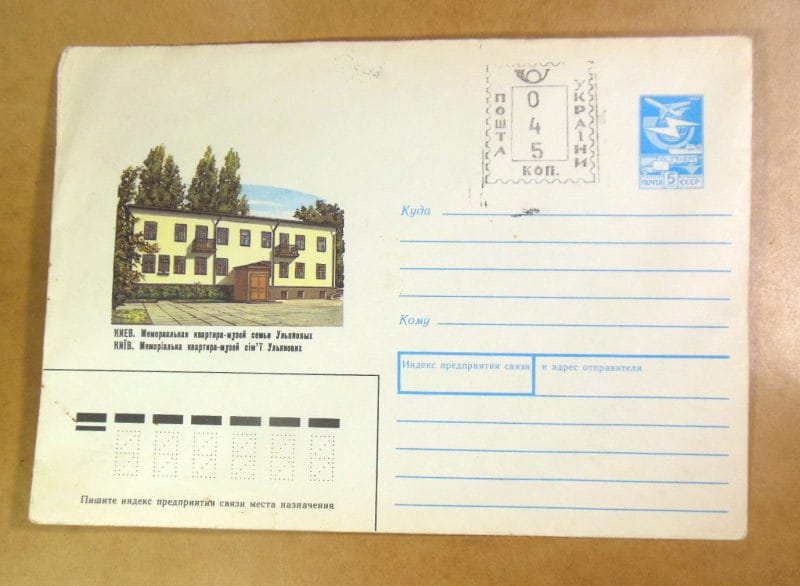 ПОШТА УКРАЇНИ
0
4
5
КОП.
ПОЧТА 5 СССР
Куда
КИЕВ. Мемориальная квартира-музей семьи Ульяновых
КИЇВ. Меморіальна квартира-музей сім'ї Ульянових
Кому
Индекс предприятия связи и адрес отправителя
Пишите индекс предприятия связи места назначения